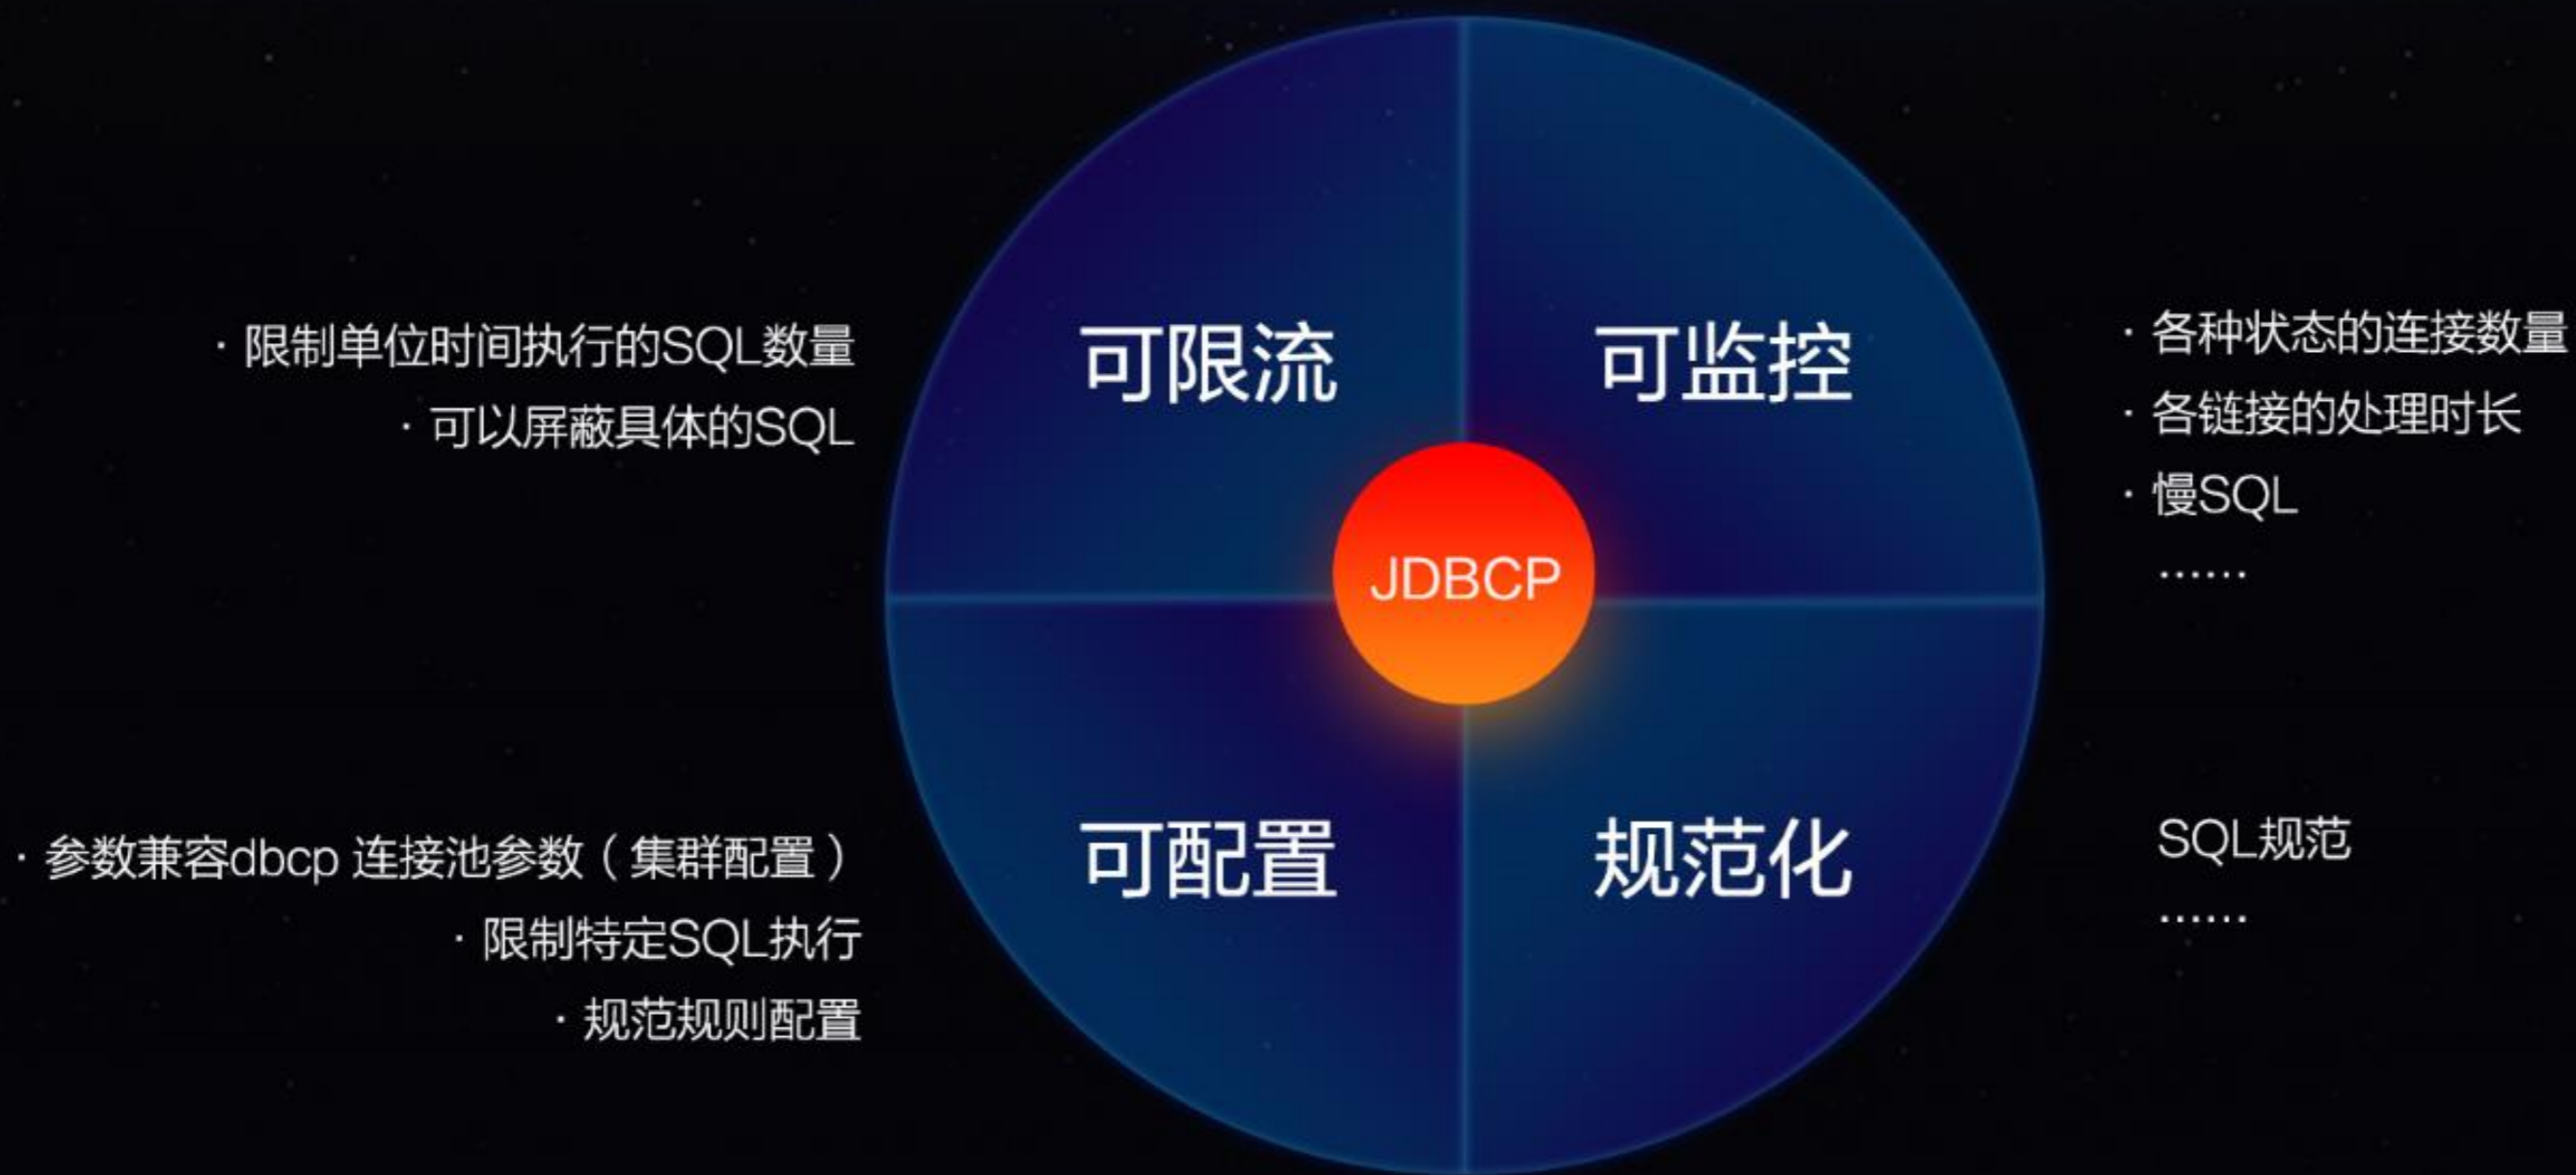 可限流
· 限制单位时间执行的SQL数量
· 可以屏蔽具体的SQL
可监控
· 各种状态的连接数量
· 各链接的处理时长
· 慢SQL
······
JDBCP
可配置
· 参数兼容dbcp 连接池参数（集群配置）
· 限制特定SQL执行
· 规范规则配置
规范化
SQL规范
······